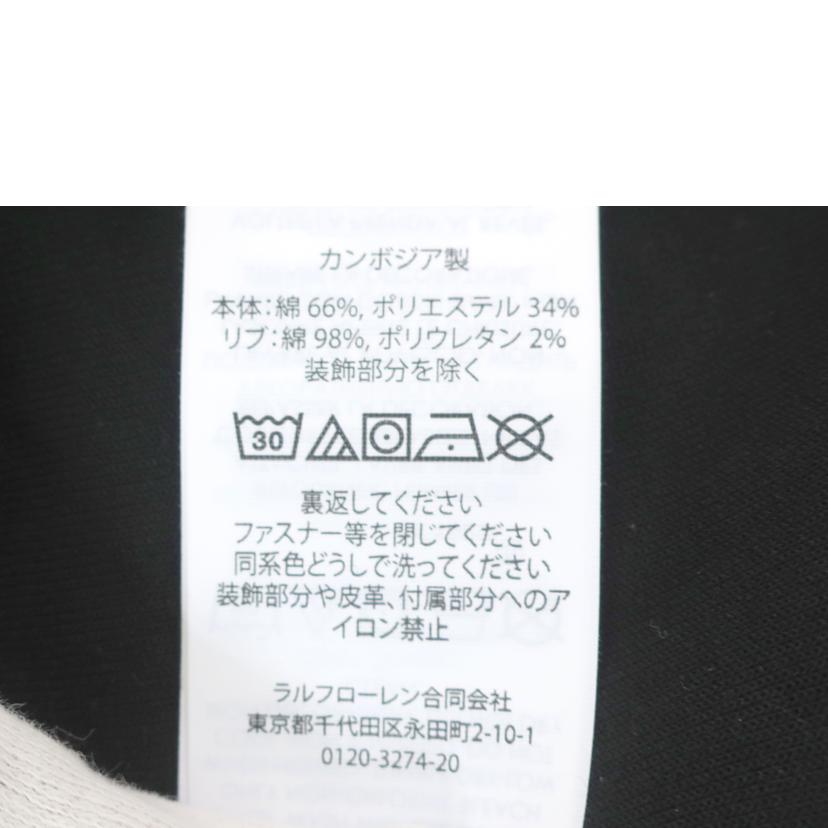 カンボジア製
本体：綿 66%, ポリエステル 34%
リブ：綿 98%, ポリウレタン 2%
装飾部分を除く
30
裏返してください
ファスナー等を閉じてください
同系色どうしで洗ってください
装飾部分や皮革、付属部分へのア
イロン禁止
ラルフローレン合同会社
東京都千代田区永田町2-10-1
0120-3274-20